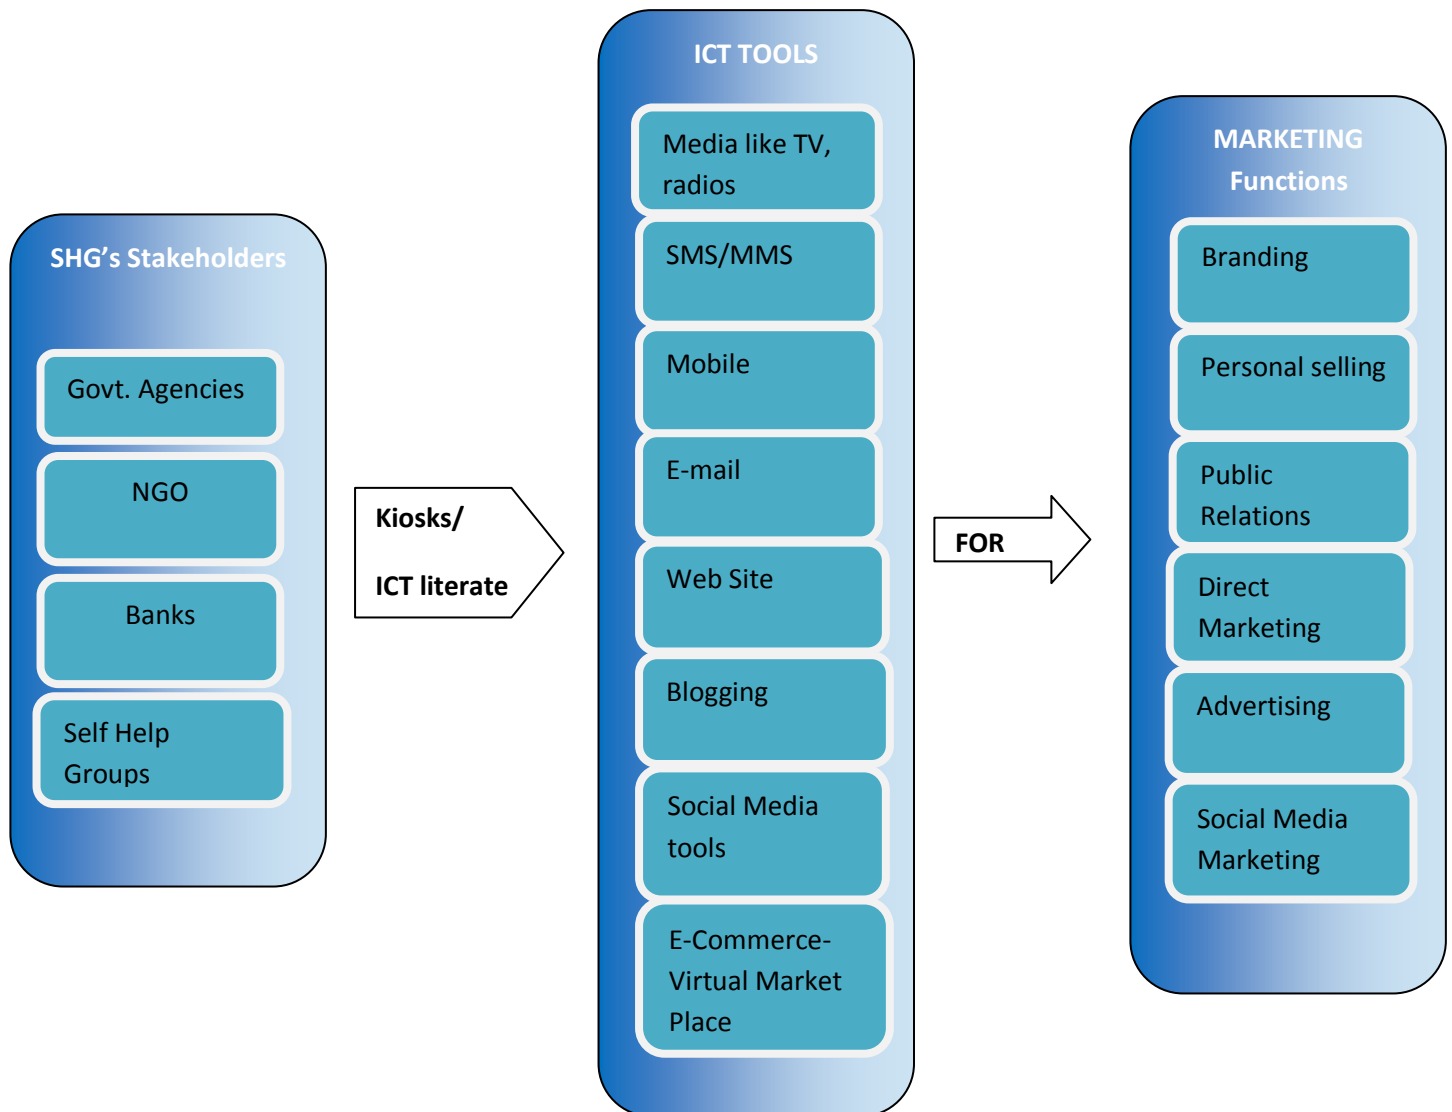 SHG's Stakeholders
Govt. Agencies
NGO
Banks
Self Help
Groups
Kiosks/
ICT literate
ICT TOOLS
Media like TV,
radios
SMS/MMS
Mobile
E-mail
Web Site
Blogging
Social Media
tools
E-Commerce-
Virtual Market
Place
FOR
MARKETING
Functions
Branding
Personal selling
Public
Relations
Direct
Marketing
Advertising
Social Media
Marketing